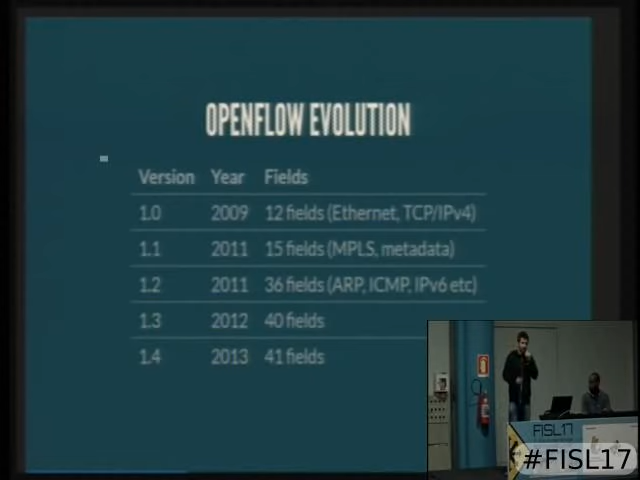 OPENFLOW EVOLUTION
Version Year Fields
1.0 2009 12 fields (Ethernet, TCP/IPv4)
1.1 2011 15 fields (MPLS, metadata)
1.2 2011 36 fields (ARP, ICMP, IPv6 etc)
1.3 2012 40 fields
1.4 2013 41 fields
FISL17
#FISL17